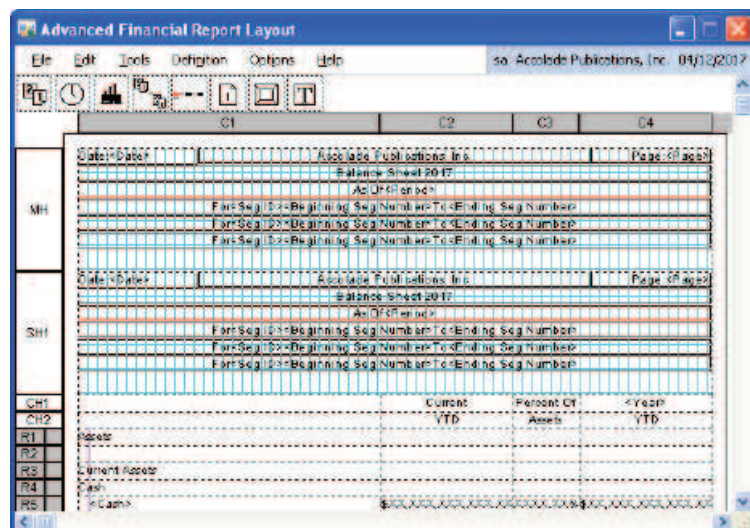 Advanced Financial Report Layout
File Edit Tools Definition Options Help sa Accolade Publications, Inc. 04/12/2017
C1 C2 C3 C4
MH
Date:<Date> Accolade Publications Inc. Page:<Page>
Balance Sheet 2017
As Of<Period>
For<Seg ID><Beginning Seg Number>To<Ending Seg Number>
For<Seg ID><Beginning Seg Number>To<Ending Seg Number>
For<Seg ID><Beginning Seg Number>To<Ending Seg Number>
SH1
Date:<Date> Accolade Publications Inc. Page:<Page>
Balance Sheet 2017
As Of<Period>
For<Seg ID><Beginning Seg Number>To<Ending Seg Number>
For<Seg ID><Beginning Seg Number>To<Ending Seg Number>
For<Seg ID><Beginning Seg Number>To<Ending Seg Number>
CH1 Current Percent Of <Year>
CH2 YTD Assets YTD
R1 Assets
R2
R3 Current Assets
R4 Cash
R5 <Cash>